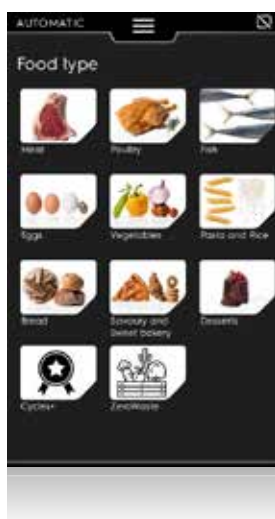 AUTOMATIC
Food type
Meat
Poultry
Fish
Eggs
Vegetables
Pasta and Rice
Bread
Savoury and
Sweet bakery
Desserts
Cycles+
ZeroWaste